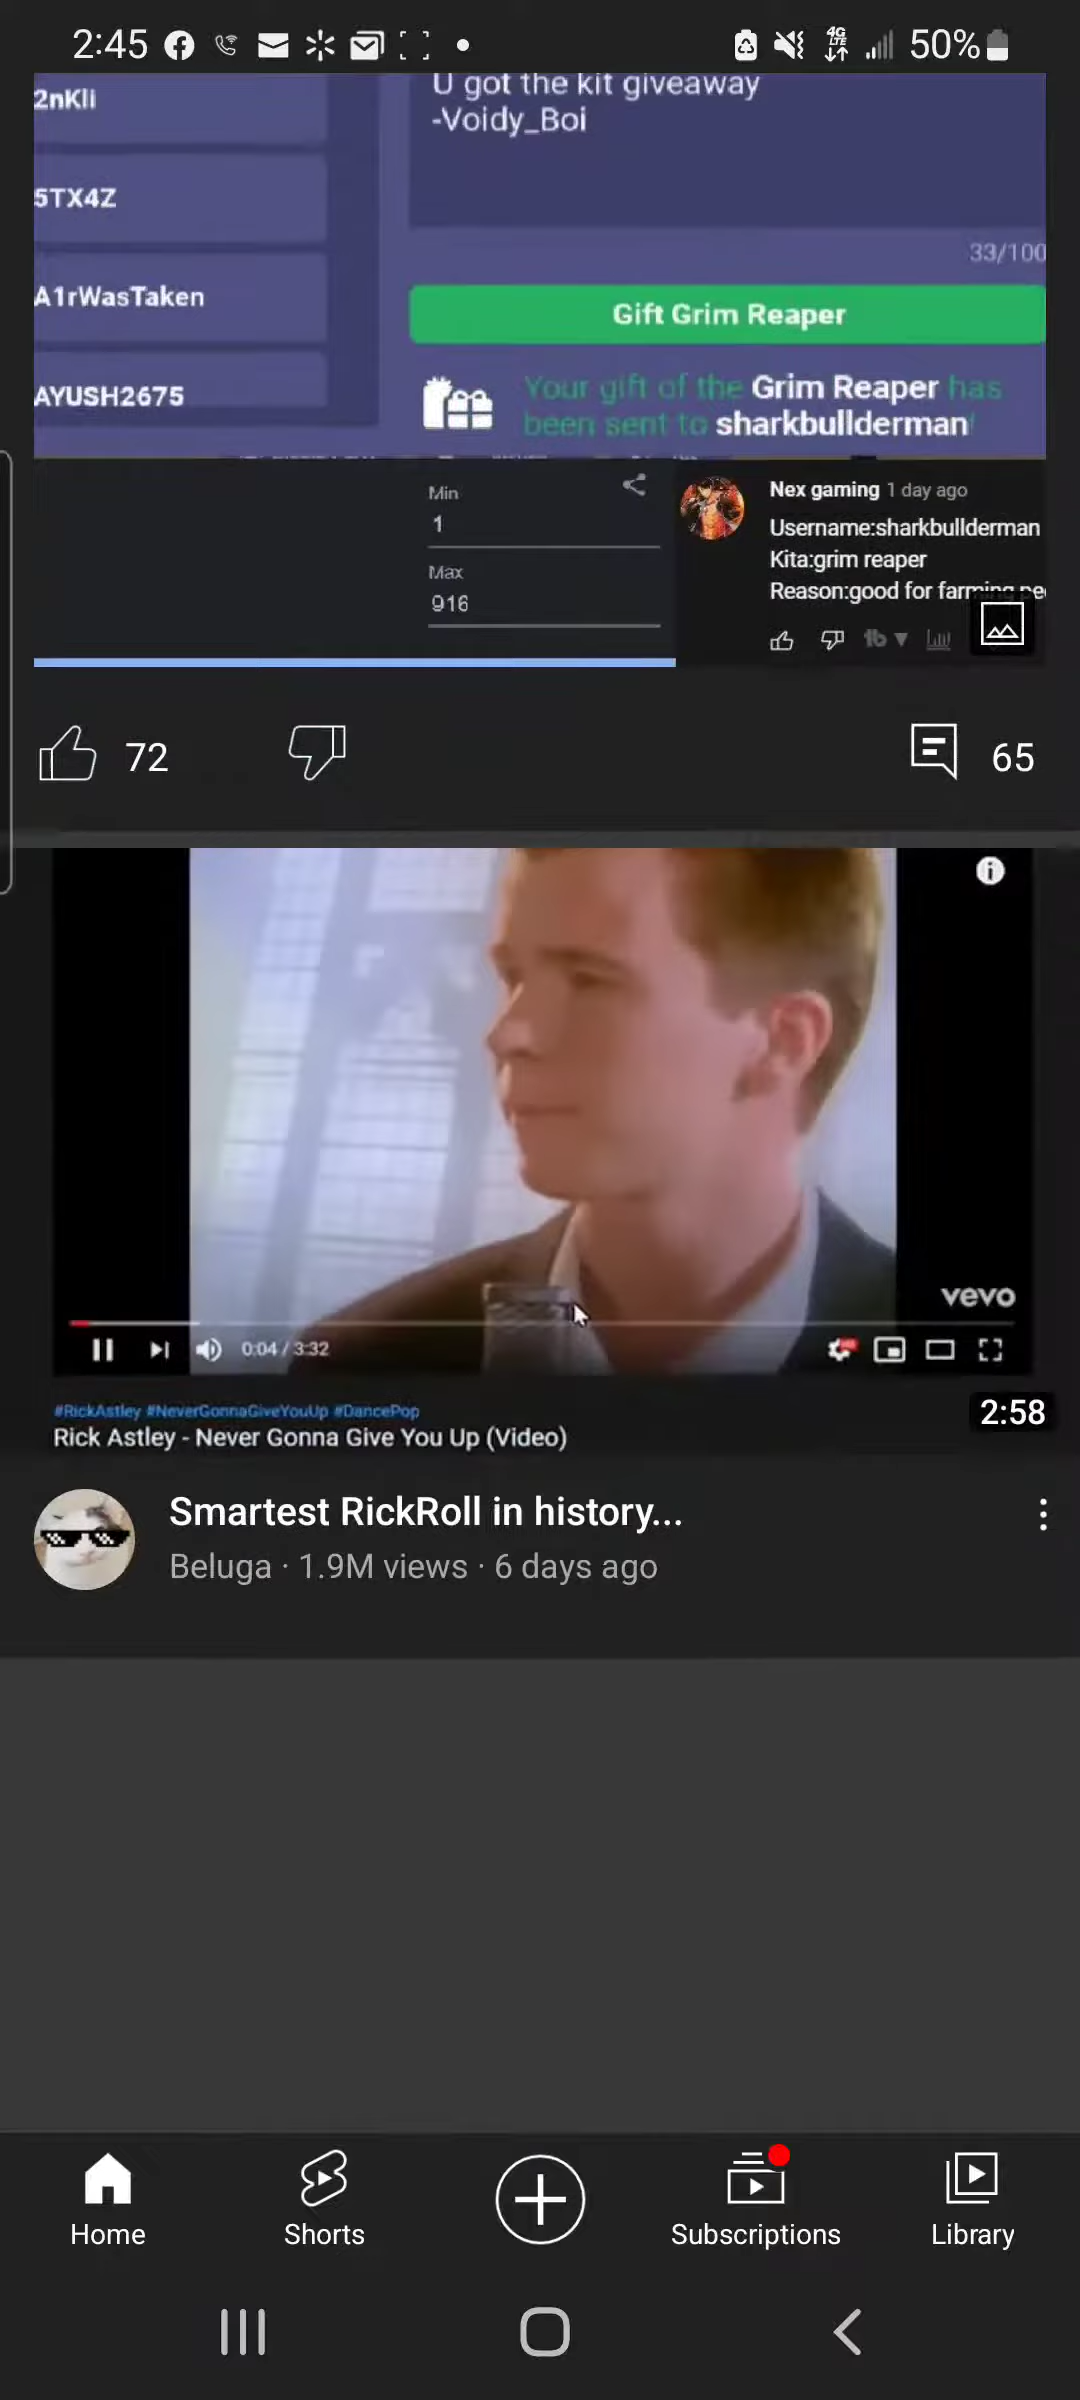 2:45
4G LTE
50%
2nKli
5TX4Z
A1rWasTaken
AYUSH2675
U got the kit giveaway
-Voidy_Boi
33/100
Gift Grim Reaper
Your gift of the Grim Reaper has
been sent to sharkbullderman!
Min
1
Max
916
Nex gaming 1 day ago
Username:sharkbullderman
Kita:grim reaper
Reason:good for farming
72
65
vevo
0:04 / 3:32
#RickAstley #NeverGonnaGiveYouUp #DancePop
Rick Astley - Never Gonna Give You Up (Video)
2:58
Smartest RickRoll in history...
Beluga · 1.9M views · 6 days ago
Home
Shorts
Subscriptions
Library